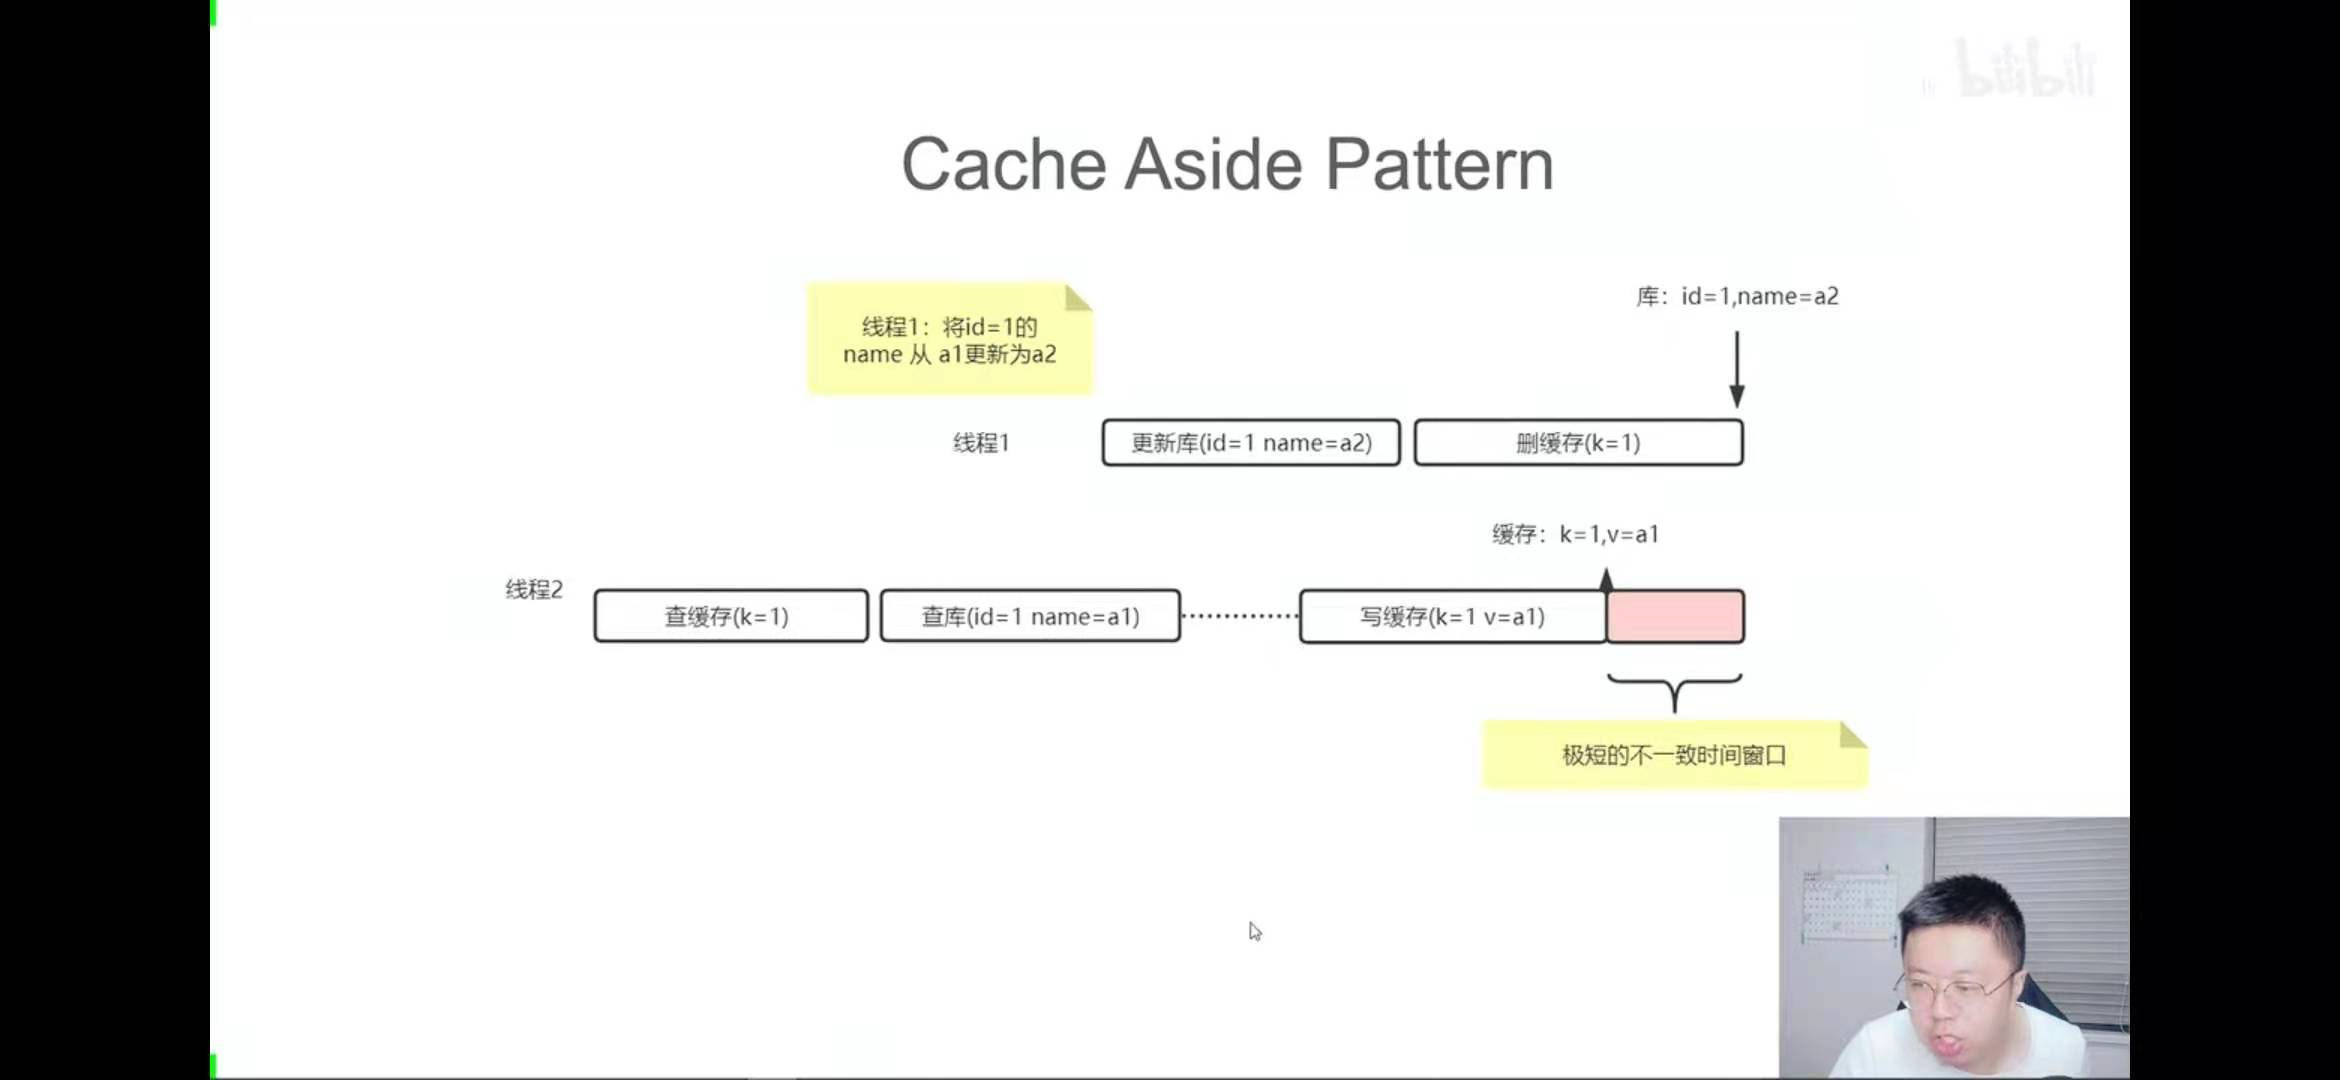 bilibili
Cache Aside Pattern
库：id=1,name=a2
线程1：将id=1的
name 从 a1更新为a2
线程1
更新库(id=1 name=a2)
删缓存(k=1)
缓存：k=1,v=a1
线程2
查缓存(k=1)
查库(id=1 name=a1)
写缓存(k=1 v=a1)
极短的不一致时间窗口